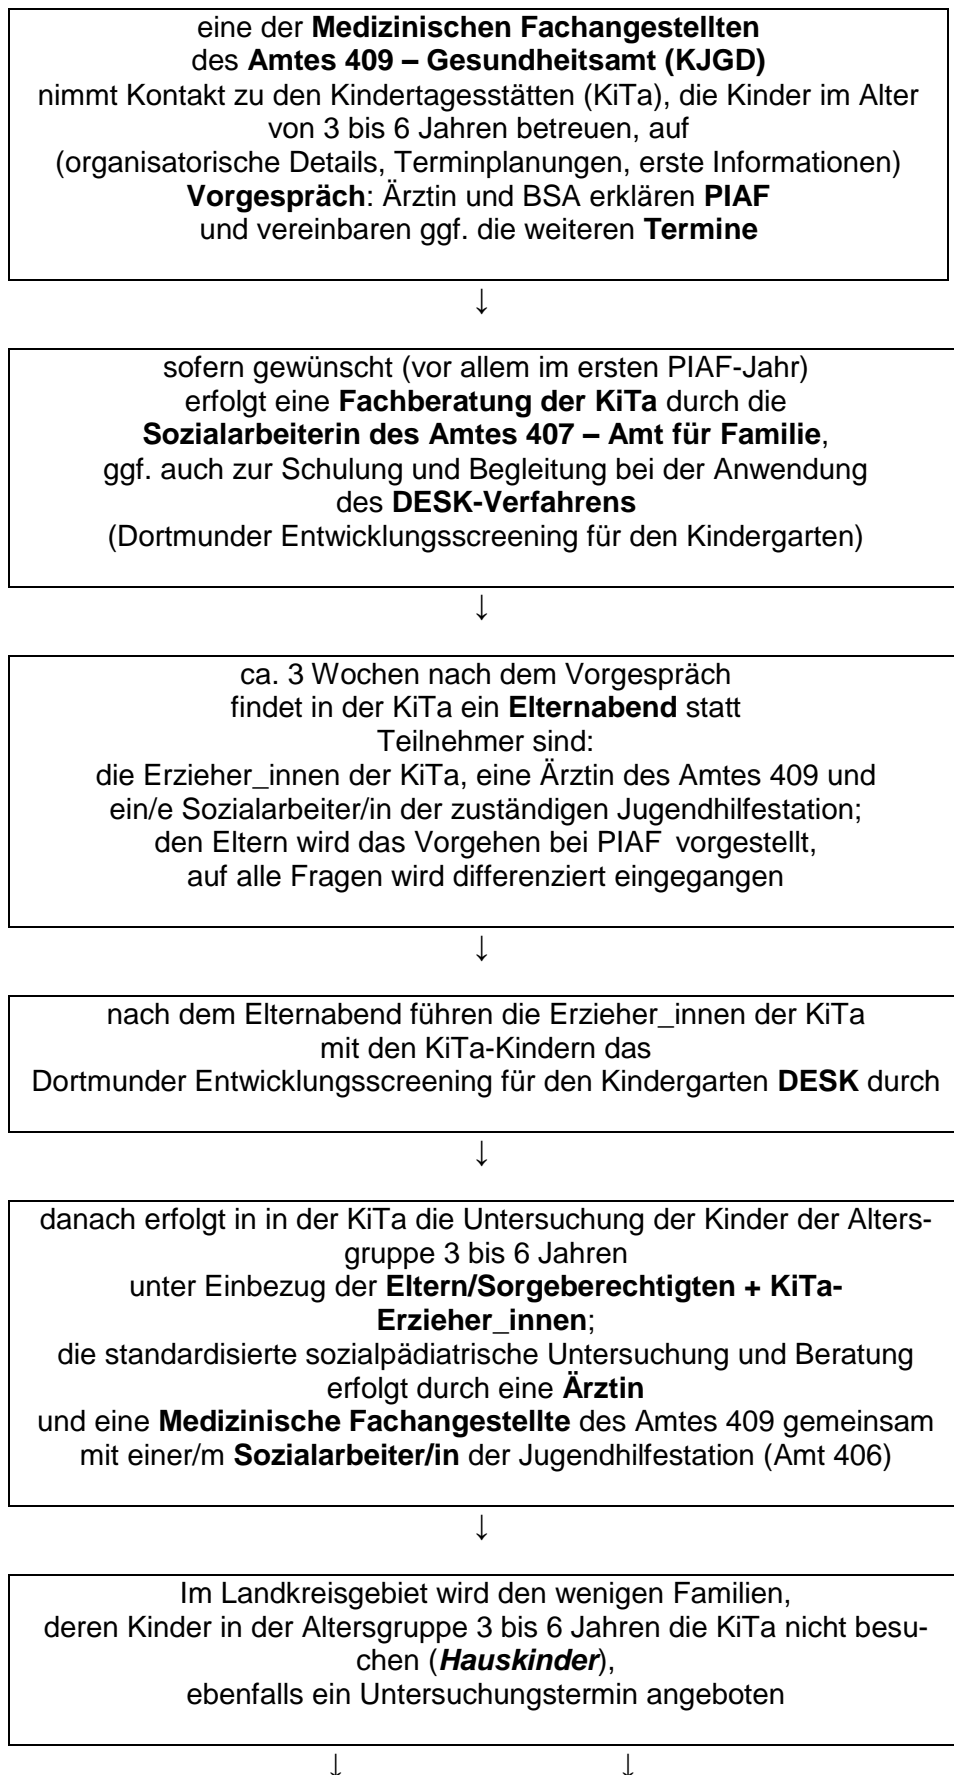 eine der Medizinischen Fachangestellten
des Amtes 409 – Gesundheitsamt (KJGD)
nimmt Kontakt zu den Kindertagesstätten (KiTa), die Kinder im Alter
von 3 bis 6 Jahren betreuen, auf
(organisatorische Details, Terminplanungen, erste Informationen)
Vorgespräch: Ärztin und BSA erklären PIAF
und vereinbaren ggf. die weiteren Termine
↓
sofern gewünscht (vor allem im ersten PIAF-Jahr)
erfolgt eine Fachberatung der KiTa durch die
Sozialarbeiterin des Amtes 407 – Amt für Familie,
ggf. auch zur Schulung und Begleitung bei der Anwendung
des DESK-Verfahrens
(Dortmunder Entwicklungsscreening für den Kindergarten)
↓
ca. 3 Wochen nach dem Vorgespräch
findet in der KiTa ein Elternabend statt
Teilnehmer sind:
die Erzieher_innen der KiTa, eine Ärztin des Amtes 409 und
ein/e Sozialarbeiter/in der zuständigen Jugendhilfestation;
den Eltern wird das Vorgehen bei PIAF vorgestellt,
auf alle Fragen wird differenziert eingegangen
↓
nach dem Elternabend führen die Erzieher_innen der KiTa
mit den KiTa-Kindern das
Dortmunder Entwicklungsscreening für den Kindergarten DESK durch
↓
danach erfolgt in in der KiTa die Untersuchung der Kinder der Alters-
gruppe 3 bis 6 Jahren
unter Einbezug der Eltern/Sorgeberechtigten + KiTa-
Erzieher_innen;
die standardisierte sozialpädiatrische Untersuchung und Beratung
erfolgt durch eine Ärztin
und eine Medizinische Fachangestellte des Amtes 409 gemeinsam
mit einer/m Sozialarbeiter/in der Jugendhilfestation (Amt 406)
↓
Im Landkreisgebiet wird den wenigen Familien,
deren Kinder in der Altersgruppe 3 bis 6 Jahren die KiTa nicht besu-
chen (Hauskinder),
ebenfalls ein Untersuchungstermin angeboten
↓ ↓